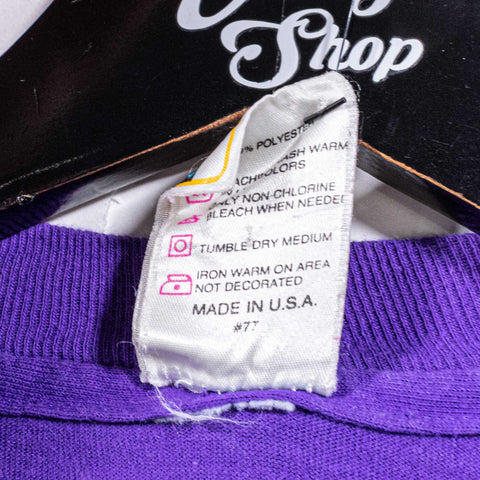 Shop
% POLYESTER
ASH WARM
COLORS
ONLY NON-CHLORINE
BLEACH WHEN NEEDED
TUMBLE DRY MEDIUM
IRON WARM ON AREA
NOT DECORATED
MADE IN U.S.A.
#77